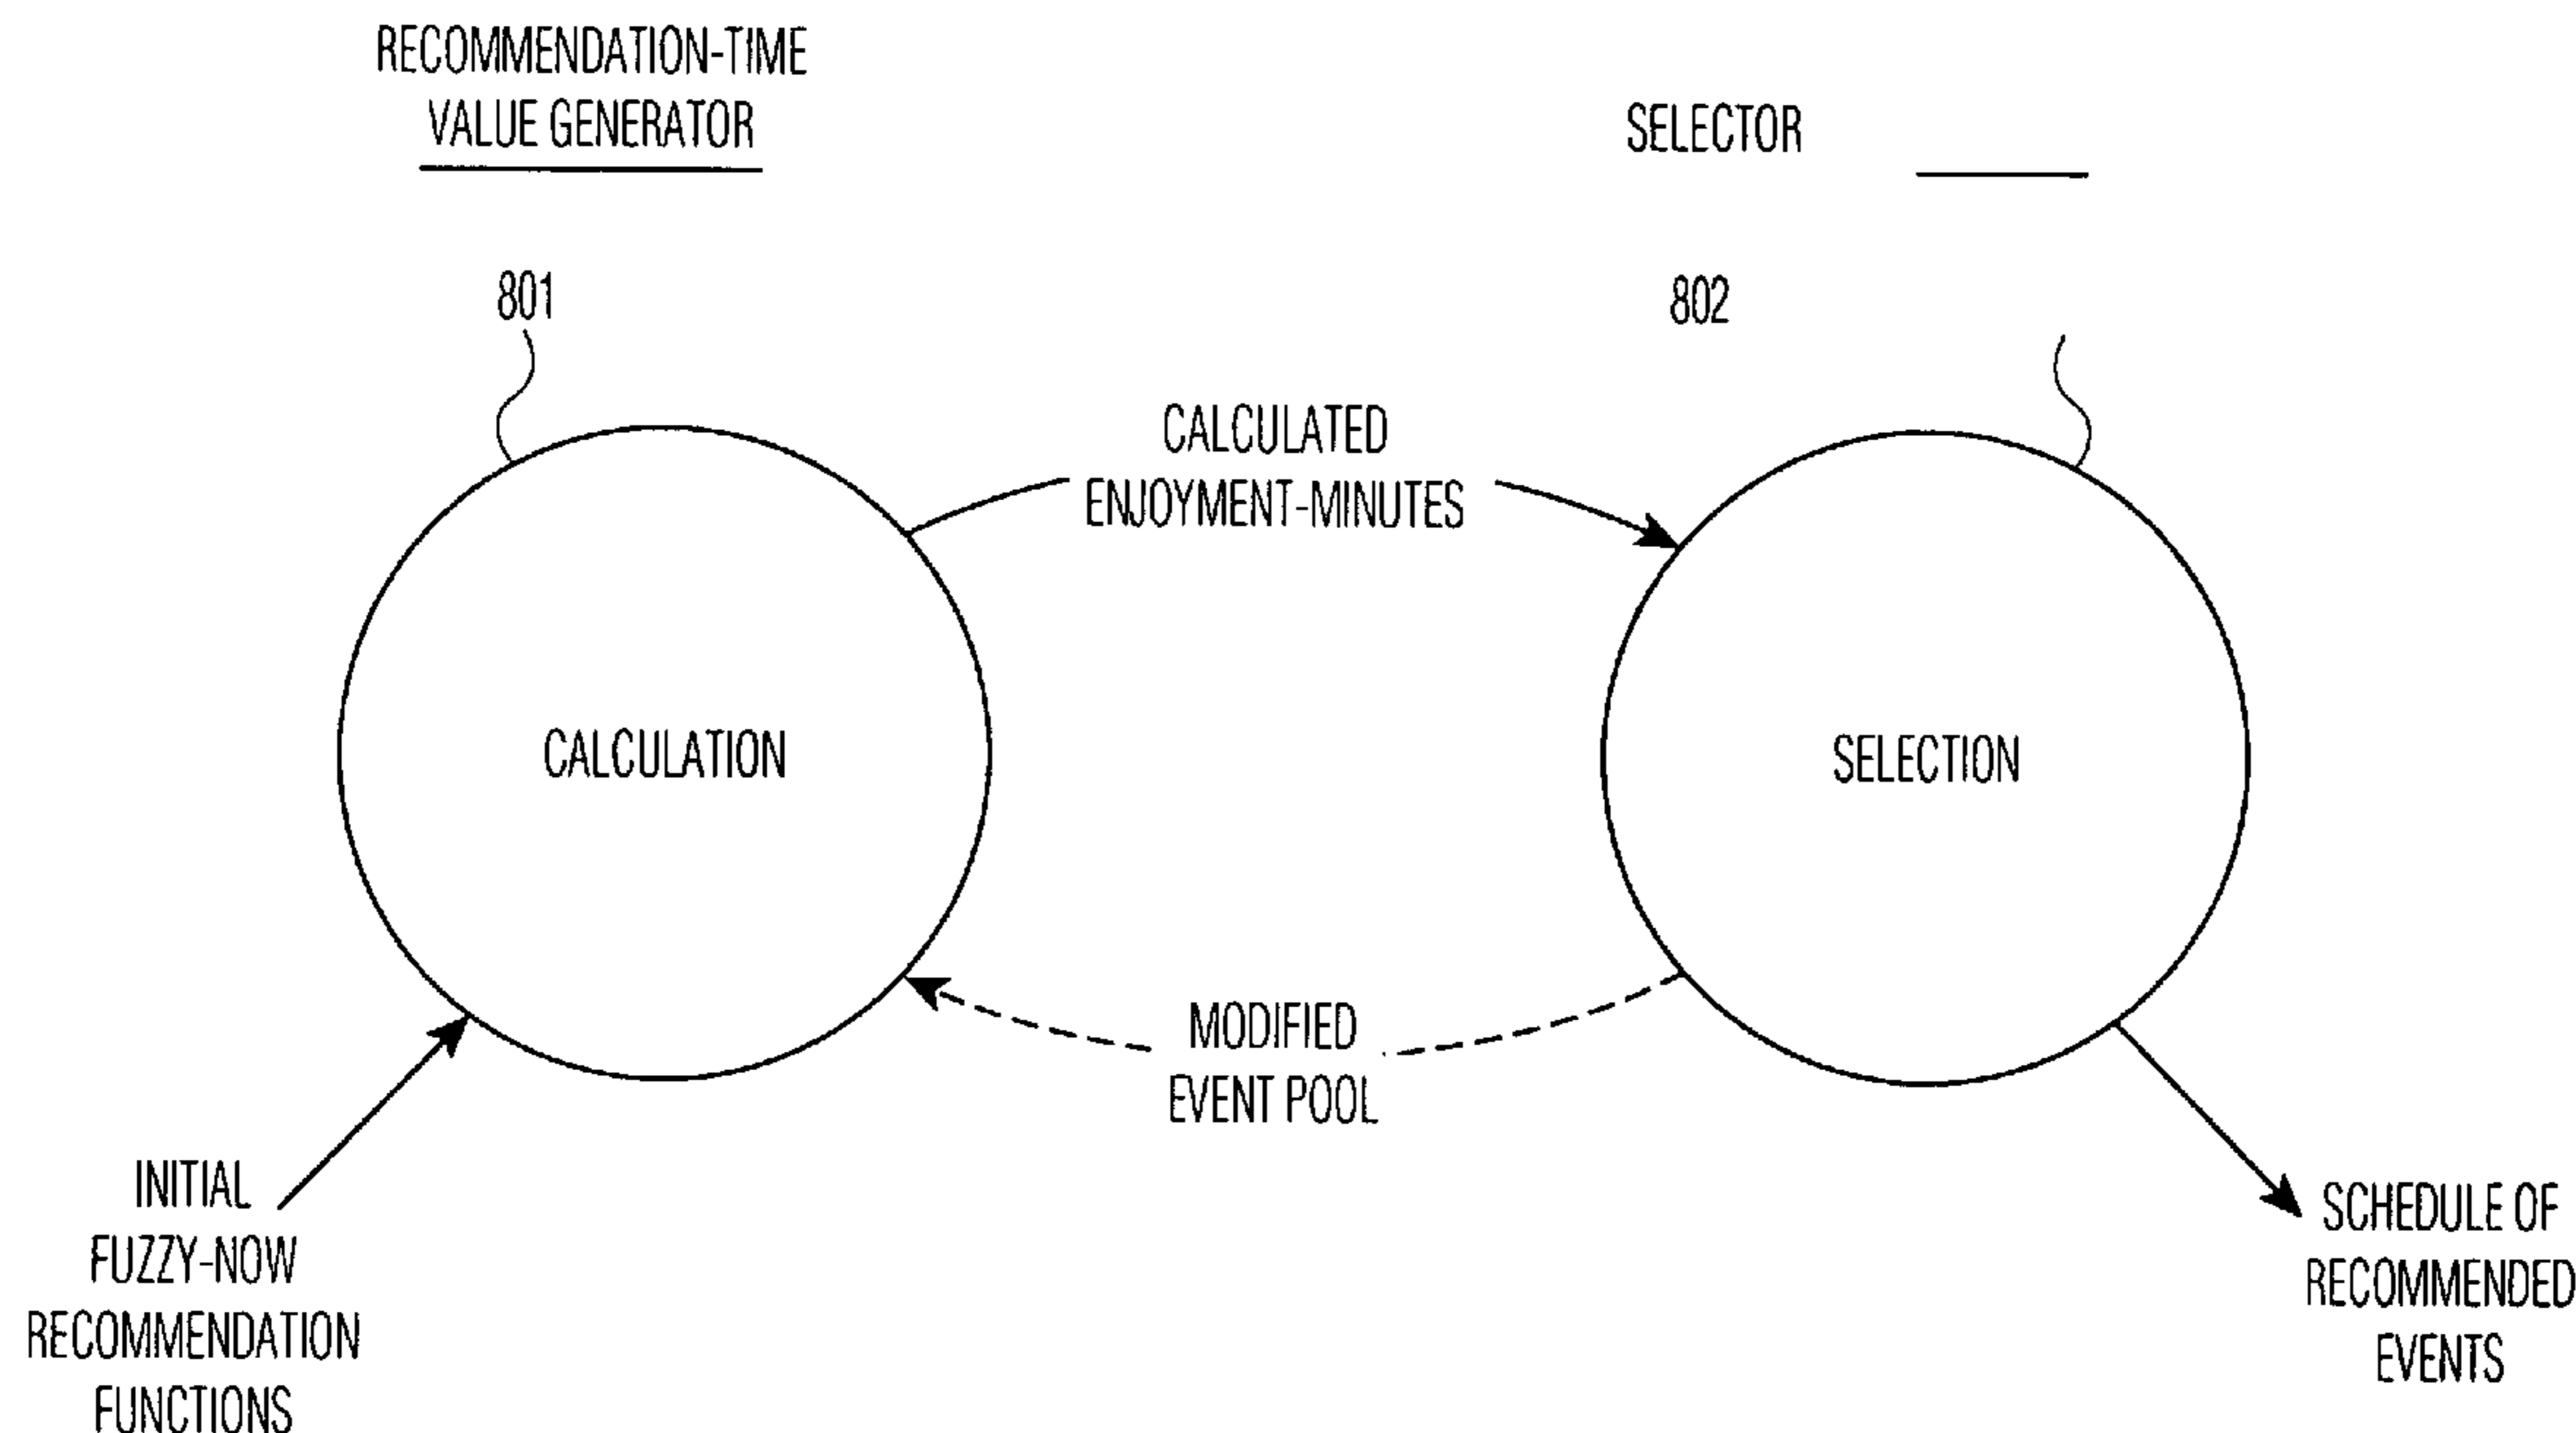 RECOMMENDATION-TIME
VALUE GENERATOR
SELECTOR
801
802
CALCULATED
ENJOYMENT-MINUTES
CALCULATION
SELECTION
MODIFIED
EVENT POOL
INITIAL
FUZZY-NOW
RECOMMENDATION
FUNCTIONS
SCHEDULE OF
RECOMMENDED
EVENTS